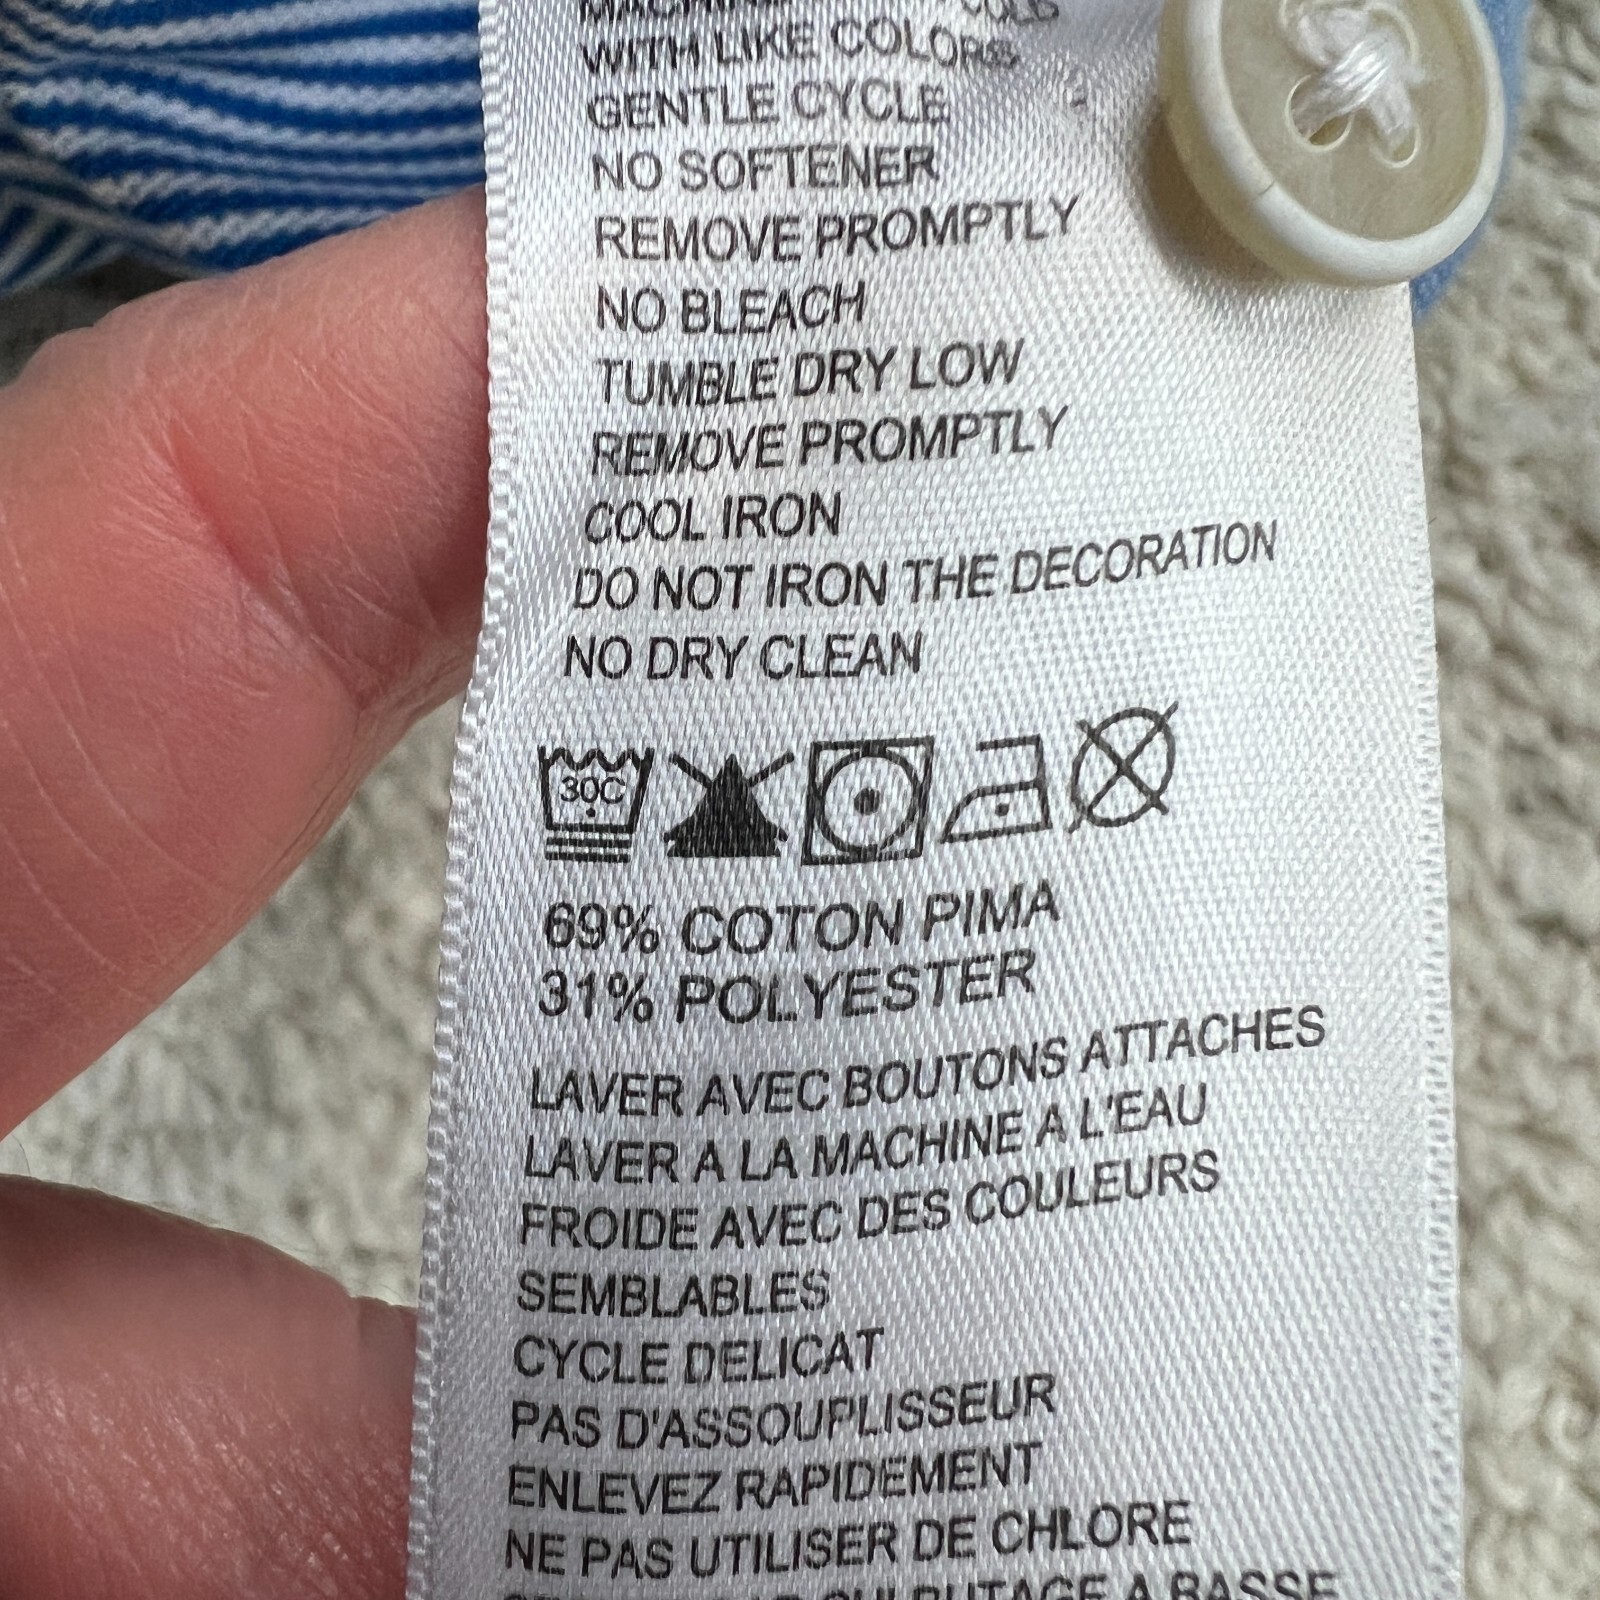 WITH LIKE COLORS
GENTLE CYCLE
NO SOFTENER
REMOVE PROMPTLY
NO BLEACH
TUMBLE DRY LOW
REMOVE PROMPTLY
COOL IRON
DO NOT IRON THE DECORATION
NO DRY CLEAN
30C
69% COTON PIMA
31% POLYESTER
LAVER AVEC BOUTONS ATTACHES
LAVER A LA MACHINE A L'EAU
FROIDE AVEC DES COULEURS
SEMBLABLES
CYCLE DELICAT
PAS D'ASSOUPLISSEUR
ENLEVEZ RAPIDEMENT
NE PAS UTILISER DE CHLORE
A BASSE